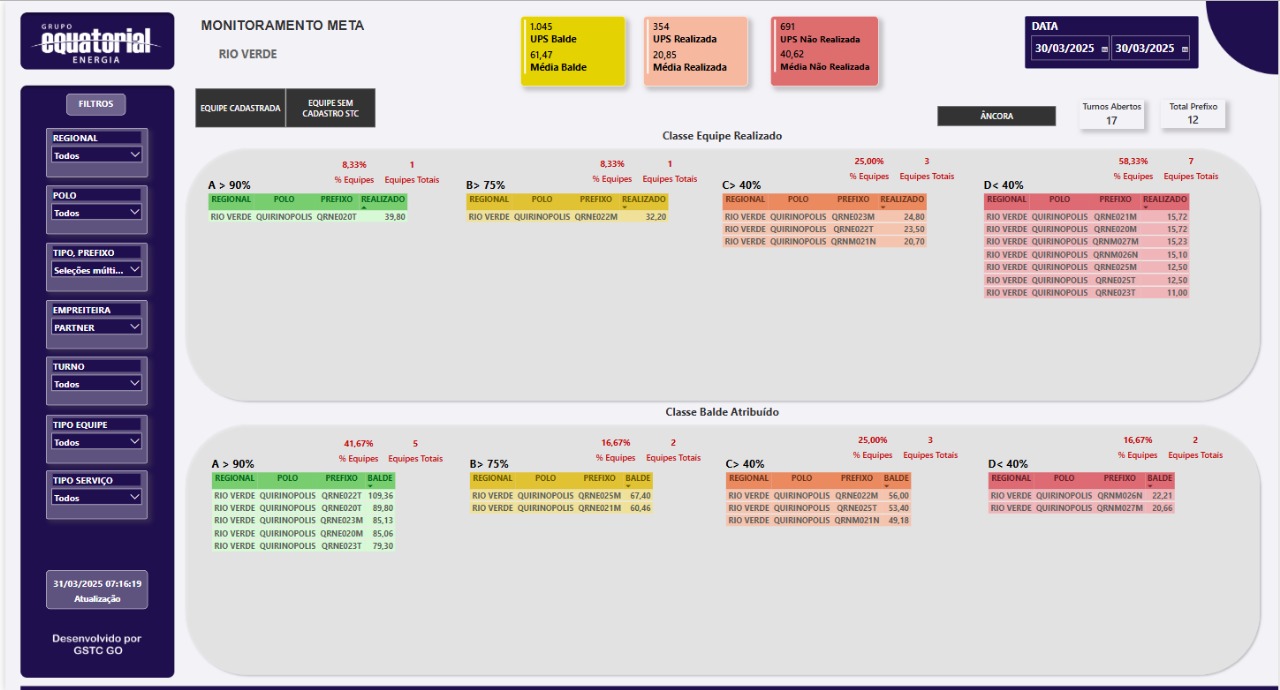 GRUPO
equatorial
ENERGIA
MONITORAMENTO META
RIO VERDE
1.045
UPS Balde
61,47
Média Balde
354
UPS Realizada
20,85
Média Realizada
691
UPS Não Realizada
40,62
Média Não Realizada
DATA
30/03/2025 30/03/2025
FILTROS
REGIONAL
Todos
POLO
Todos
TIPO, PREFIXO
Seleções múlti...
EMPREITEIRA
PARTNER
TURNO
Todos
TIPO EQUIPE
Todos
TIPO SERVIÇO
Todos
31/03/2025 07:16:19
Atualização
Desenvolvido por
GSTC GO
EQUIPE CADASTRADA
EQUIPE SEM
CADASTRO STC
ÂNCORA
Turnos Abertos
17
Total Prefixo
12
Classe Equipe Realizado
8,33% 1
% Equipes Equipes Totais
A > 90%
REGIONAL POLO PREFIXO REALIZADO
RIO VERDE QUIRINOPOLIS QRNE020T 39,80
8,33% 1
% Equipes Equipes Totais
B> 75%
REGIONAL POLO PREFIXO REALIZADO
RIO VERDE QUIRINOPOLIS QRNE022M 32,20
25,00% 3
% Equipes Equipes Totais
C> 40%
REGIONAL POLO PREFIXO REALIZADO
RIO VERDE QUIRINOPOLIS QRNE023M 24,80
RIO VERDE QUIRINOPOLIS QRNE022T 23,50
RIO VERDE QUIRINOPOLIS QRNM021N 20,70
58,33% 7
% Equipes Equipes Totais
D< 40%
REGIONAL POLO PREFIXO REALIZADO
RIO VERDE QUIRINOPOLIS QRNE021M 15,72
RIO VERDE QUIRINOPOLIS QRNE020M 15,72
RIO VERDE QUIRINOPOLIS QRNM027M 15,23
RIO VERDE QUIRINOPOLIS QRNM026N 15,10
RIO VERDE QUIRINOPOLIS QRNE025M 12,50
RIO VERDE QUIRINOPOLIS QRNE025T 12,50
RIO VERDE QUIRINOPOLIS QRNE023T 11,00
Classe Balde Atribuído
41,67% 5
% Equipes Equipes Totais
A > 90%
REGIONAL POLO PREFIXO BALDE
RIO VERDE QUIRINOPOLIS QRNE022T 109,36
RIO VERDE QUIRINOPOLIS QRNE020T 89,80
RIO VERDE QUIRINOPOLIS QRNE023M 85,13
RIO VERDE QUIRINOPOLIS QRNE020M 85,06
RIO VERDE QUIRINOPOLIS QRNE023T 79,30
16,67% 2
% Equipes Equipes Totais
B> 75%
REGIONAL POLO PREFIXO BALDE
RIO VERDE QUIRINOPOLIS QRNE025M 67,40
RIO VERDE QUIRINOPOLIS QRNE021M 60,46
25,00% 3
% Equipes Equipes Totais
C> 40%
REGIONAL POLO PREFIXO BALDE
RIO VERDE QUIRINOPOLIS QRNE022M 56,00
RIO VERDE QUIRINOPOLIS QRNE025T 53,40
RIO VERDE QUIRINOPOLIS QRNM021N 49,18
16,67% 2
% Equipes Equipes Totais
D< 40%
REGIONAL POLO PREFIXO BALDE
RIO VERDE QUIRINOPOLIS QRNM026N 22,21
RIO VERDE QUIRINOPOLIS QRNM027M 20,66